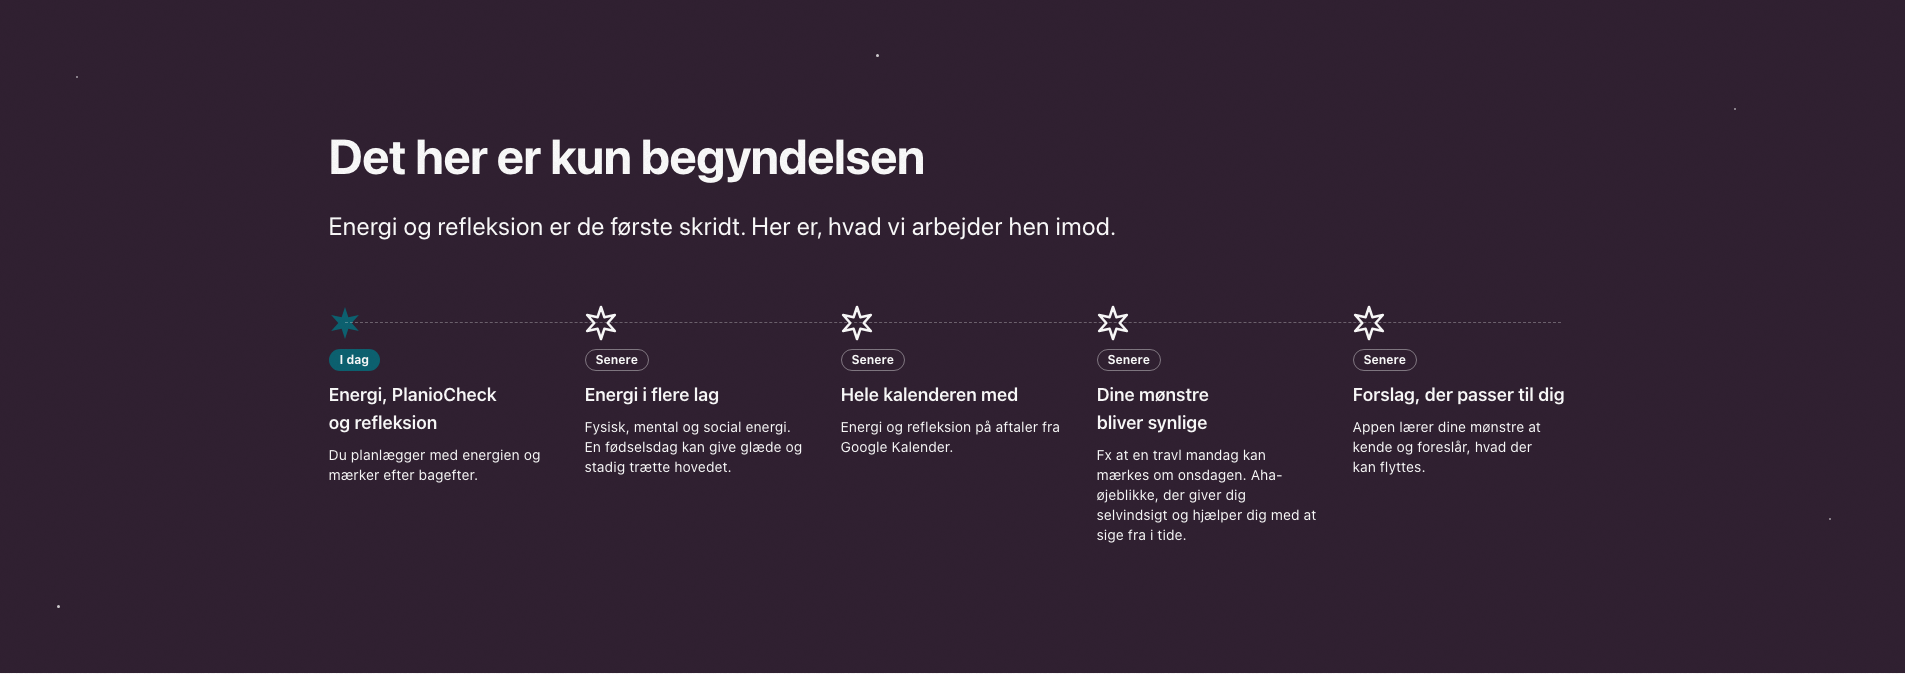 Det her er kun begyndelsen
Energi og refleksion er de første skridt. Her er, hvad vi arbejder hen imod.
I dag
Energi, PlanioCheck
og refleksion
Du planlægger med energien og
mærker efter bagefter.
Senere
Energi i flere lag
Fysisk, mental og social energi.
En fødselsdag kan give glæde og
stadig trætte hovedet.
Senere
Hele kalenderen med
Energi og refleksion på aftaler fra
Google Kalender.
Senere
Dine mønstre
bliver synlige
Fx at en travl mandag kan
mærkes om onsdagen. Aha-
øjeblikke, der giver dig
selvindsigt og hjælper dig med at
sige fra i tide.
Senere
Forslag, der passer til dig
Appen lærer dine mønstre at
kende og foreslår, hvad der
kan flyttes.